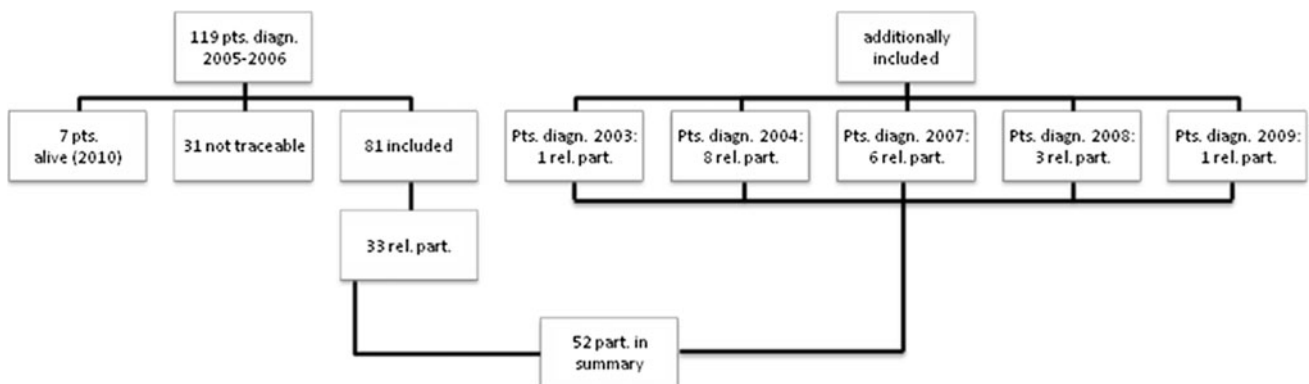 119 pts. diagn.
2005-2006
7 pts.
alive (2010)
31 not traceable
81 included
33 rel. part.
additionally
included
Pts. diagn. 2003:
1 rel. part.
Pts. diagn. 2004:
8 rel. part.
Pts. diagn. 2007:
6 rel. part.
Pts. diagn. 2008:
3 rel. part.
Pts. diagn. 2009:
1 rel. part.
52 part. in
summary